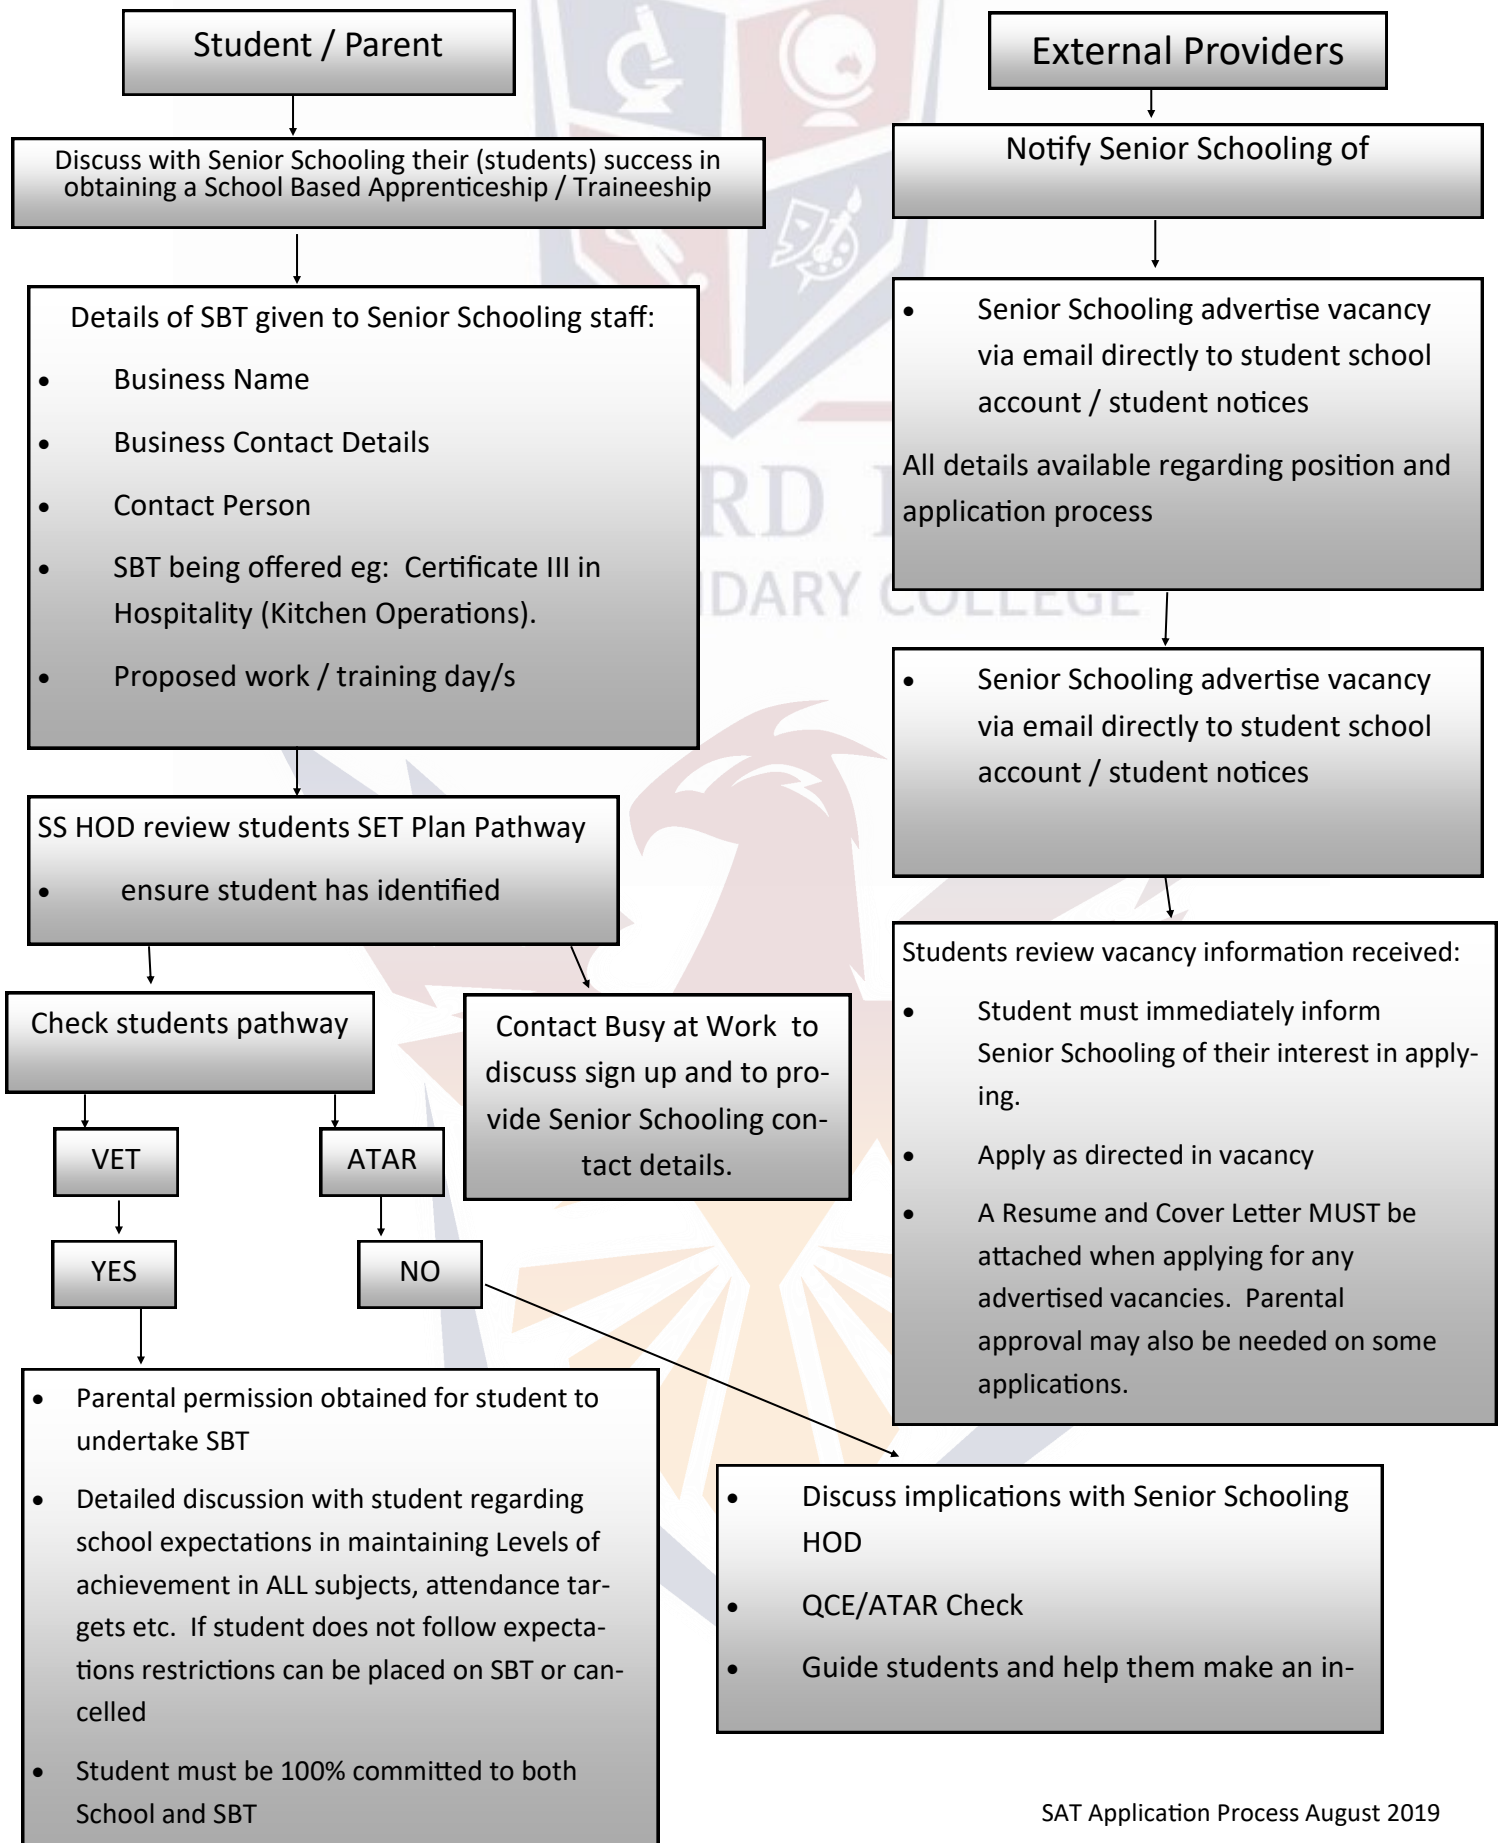 Student / Parent
Discuss with Senior Schooling their (students) success in
obtaining a School Based Apprenticeship / Traineeship
Details of SBT given to Senior Schooling staff:
• Business Name
• Business Contact Details
• Contact Person
• SBT being offered eg:  Certificate III in
Hospitality (Kitchen Operations).
• Proposed work / training day/s
SS HOD review students SET Plan Pathway
• ensure student has identified
Check students pathway
VET
ATAR
YES
NO
Contact Busy at Work  to
discuss sign up and to pro-
vide Senior Schooling con-
tact details.
• Parental permission obtained for student to
undertake SBT
• Detailed discussion with student regarding
school expectations in maintaining Levels of
achievement in ALL subjects, attendance tar-
gets etc.  If student does not follow expecta-
tions restrictions can be placed on SBT or can-
celled
• Student must be 100% committed to both
School and SBT
• Discuss implications with Senior Schooling
HOD
• QCE/ATAR Check
• Guide students and help them make an in-
External Providers
Notify Senior Schooling of
• Senior Schooling advertise vacancy
via email directly to student school
account / student notices
All details available regarding position and
application process
• Senior Schooling advertise vacancy
via email directly to student school
account / student notices
Students review vacancy information received:
• Student must immediately inform
Senior Schooling of their interest in apply-
ing.
• Apply as directed in vacancy
• A Resume and Cover Letter MUST be
attached when applying for any
advertised vacancies.  Parental
approval may also be needed on some
applications.
RD
NDARY COLLEGE
SAT Application Process August 2019